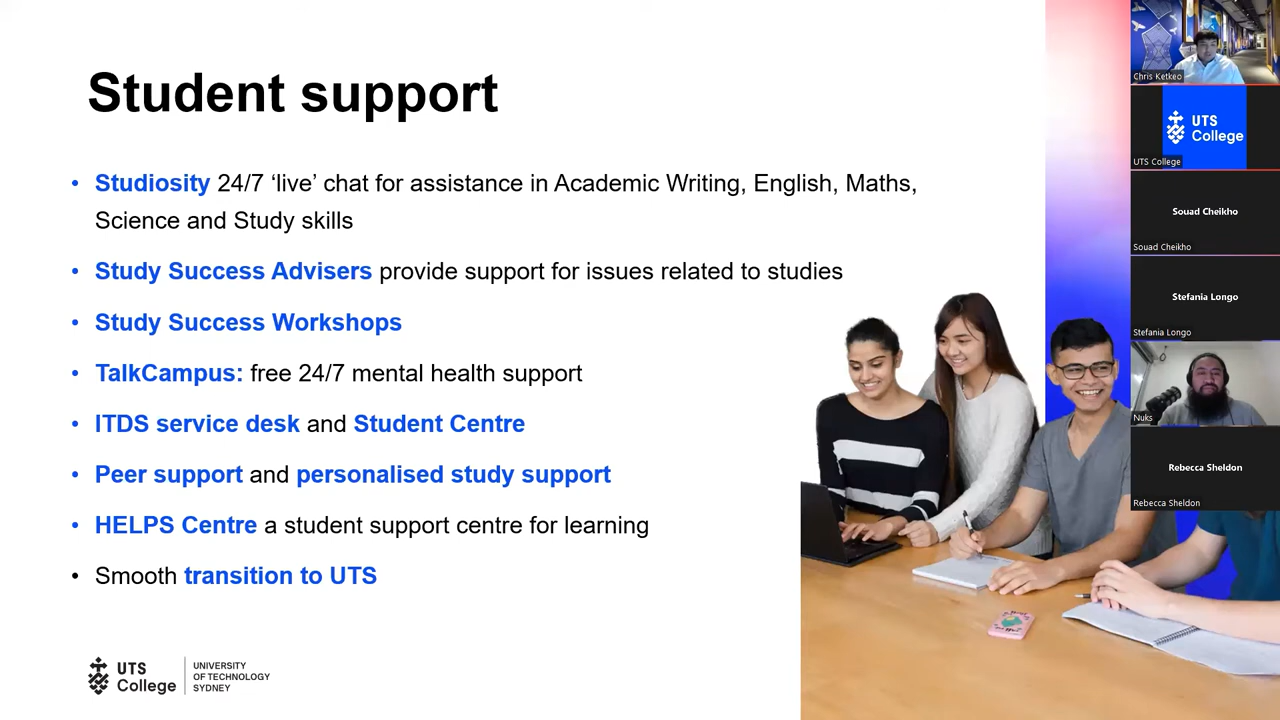 Student support
• Studiosity 24/7 ‘live’ chat for assistance in Academic Writing, English, Maths,
Science and Study skills
• Study Success Advisers provide support for issues related to studies
• Study Success Workshops
• TalkCampus: free 24/7 mental health support
• ITDS service desk and Student Centre
• Peer support and personalised study support
• HELPS Centre a student support centre for learning
• Smooth transition to UTS
UTS
College
UNIVERSITY
OF TECHNOLOGY
SYDNEY
Chris Ketkeo
UTS
College
UTS College
Souad Cheikho
Souad Cheikho
Stefania Longo
Stefania Longo
Nuks
Rebecca Sheldon
Rebecca Sheldon